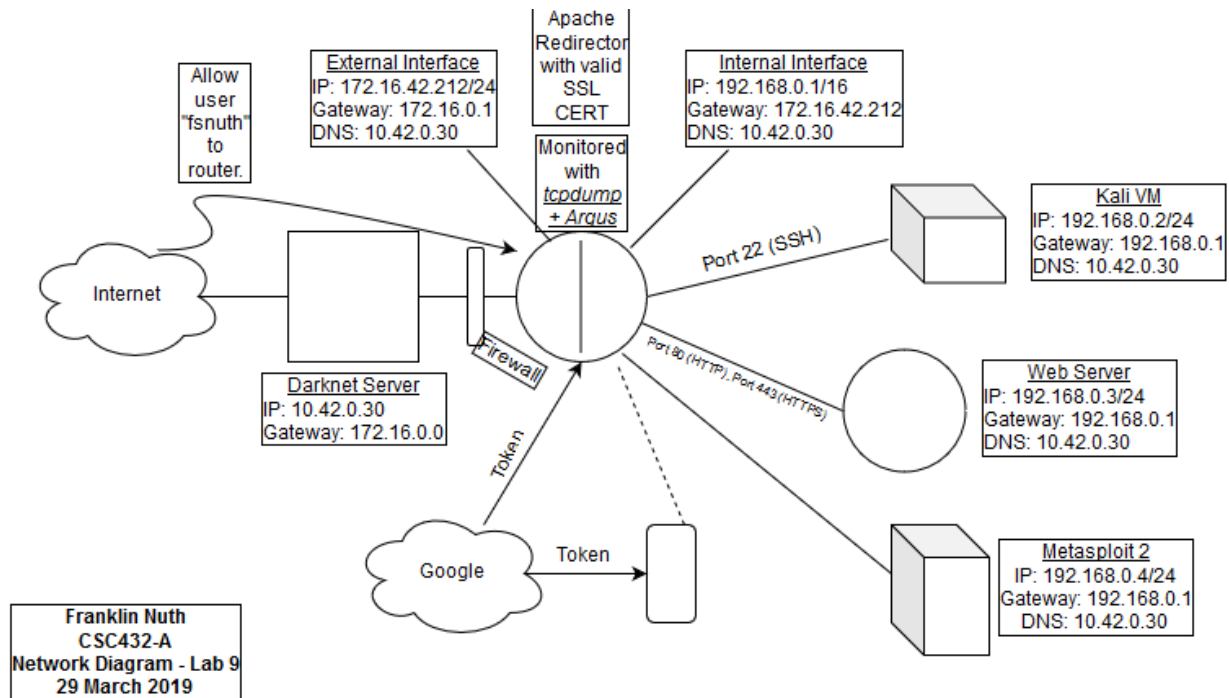 Apache
Redirector
with valid
SSL
CERT
External Interface
IP: 172.16.42.212/24
Gateway: 172.16.0.1
DNS: 10.42.0.30
Internal Interface
IP: 192.168.0.1/16
Gateway: 172.16.42.212
DNS: 10.42.0.30
Allow
user
"fsnuth"
to
router.
Monitored
with
tcpdump
+ Argus
Kali VM
IP: 192.168.0.2/24
Gateway: 192.168.0.1
DNS: 10.42.0.30
Port 22 (SSH)
Internet
Firewall
Port 80 (HTTP), Port 443 (HTTPS)
Darknet Server
IP: 10.42.0.30
Gateway: 172.16.0.0
Web Server
IP: 192.168.0.3/24
Gateway: 192.168.0.1
DNS: 10.42.0.30
Token
Google
Token
Metasploit 2
IP: 192.168.0.4/24
Gateway: 192.168.0.1
DNS: 10.42.0.30
Franklin Nuth
CSC432-A
Network Diagram - Lab 9
29 March 2019